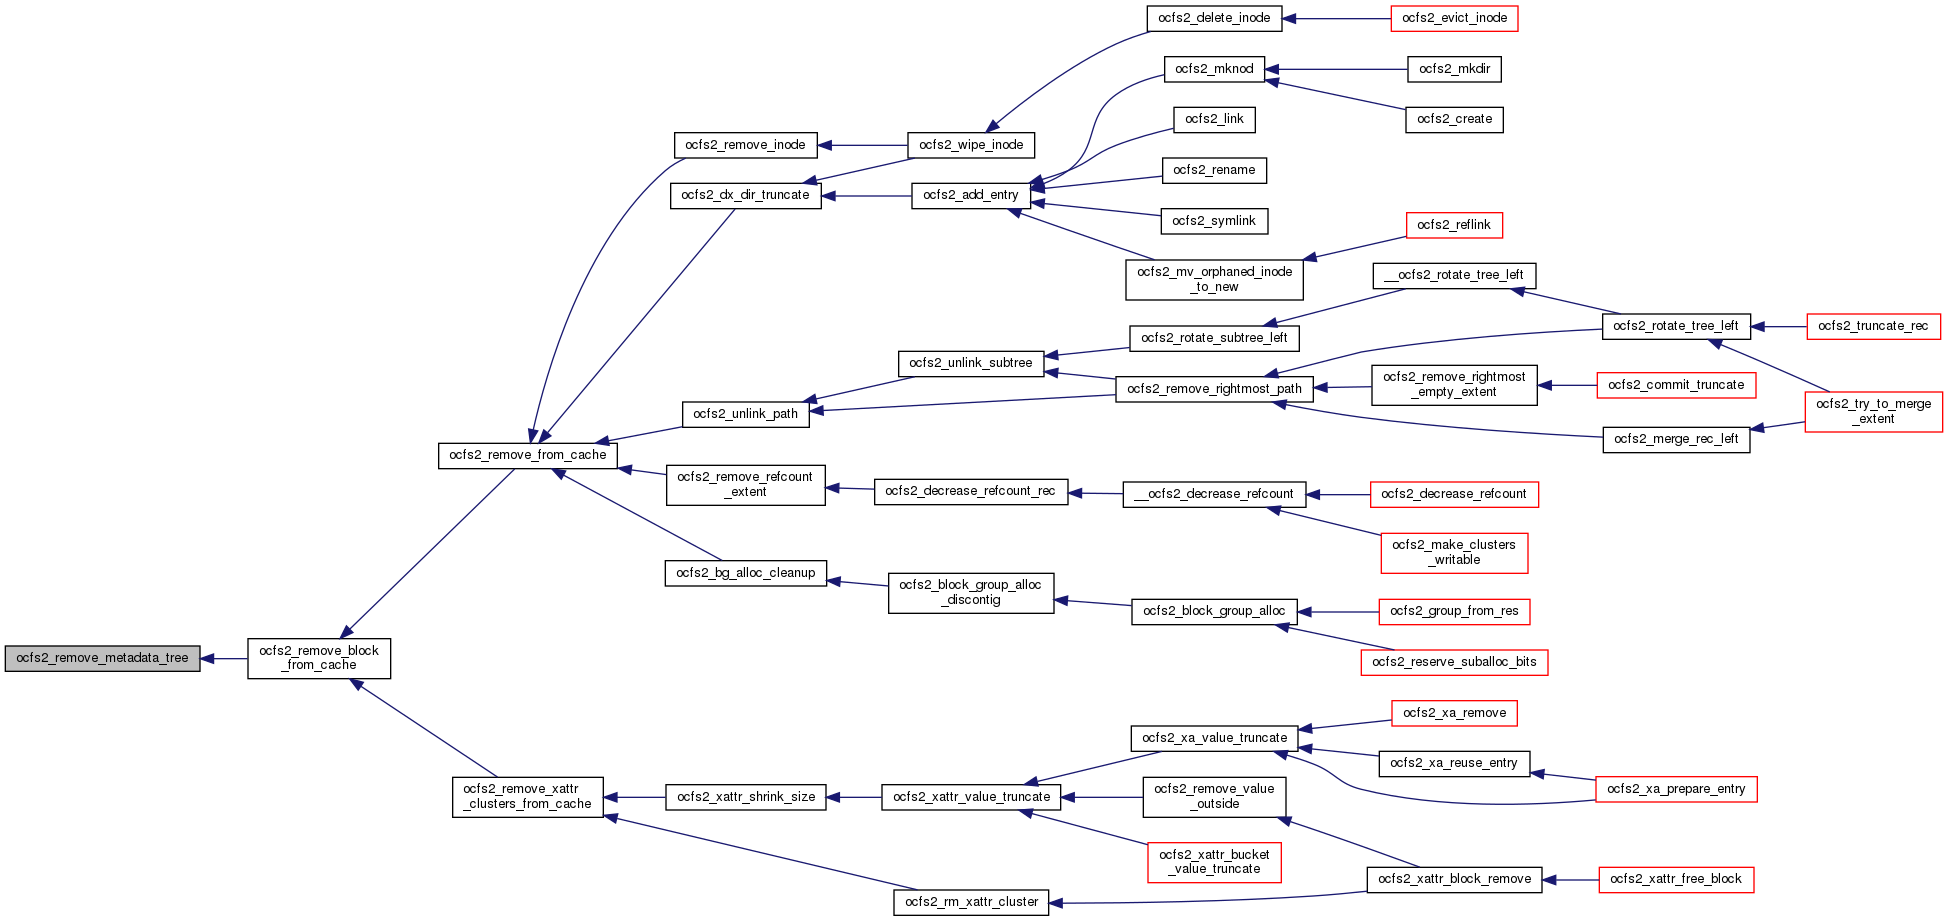 ocfs2_delete_inode
ocfs2_evict_inode
ocfs2_mknod
ocfs2_mkdir
ocfs2_link
ocfs2_create
ocfs2_remove_inode
ocfs2_wipe_inode
ocfs2_rename
ocfs2_dx_dir_truncate
ocfs2_add_entry
ocfs2_symlink
ocfs2_reflink
ocfs2_mv_orphaned_inode
_to_new
__ocfs2_rotate_tree_left
ocfs2_rotate_subtree_left
ocfs2_rotate_tree_left
ocfs2_truncate_rec
ocfs2_unlink_subtree
ocfs2_remove_rightmost_path
ocfs2_remove_rightmost
_empty_extent
ocfs2_commit_truncate
ocfs2_unlink_path
ocfs2_try_to_merge
_extent
ocfs2_merge_rec_left
ocfs2_remove_from_cache
ocfs2_remove_refcount
_extent
ocfs2_decrease_refcount_rec
__ocfs2_decrease_refcount
ocfs2_decrease_refcount
ocfs2_make_clusters
_writable
ocfs2_bg_alloc_cleanup
ocfs2_block_group_alloc
_discontig
ocfs2_block_group_alloc
ocfs2_group_from_res
ocfs2_reserve_suballoc_bits
ocfs2_remove_metadata_tree
ocfs2_remove_block
_from_cache
ocfs2_xa_remove
ocfs2_xa_value_truncate
ocfs2_xa_reuse_entry
ocfs2_xa_prepare_entry
ocfs2_remove_xattr
_clusters_from_cache
ocfs2_xattr_shrink_size
ocfs2_xattr_value_truncate
ocfs2_remove_value
_outside
ocfs2_xattr_bucket
_value_truncate
ocfs2_xattr_block_remove
ocfs2_xattr_free_block
ocfs2_rm_xattr_cluster